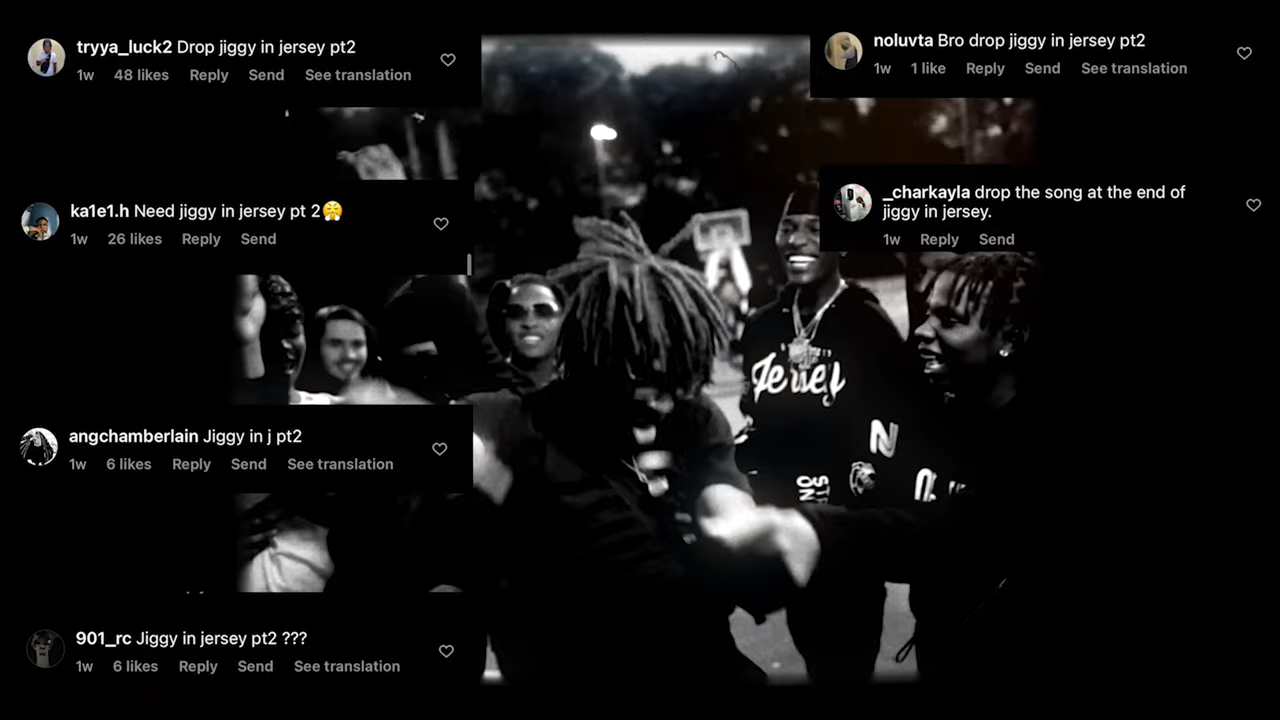 tryya_luck2 Drop jiggy in jersey pt2
1w 48 likes Reply Send See translation
noluvta Bro drop jiggy in jersey pt2
1w 1 like Reply Send See translation
ka1e1.h Need jiggy in jersey pt 2😤
1w 26 likes Reply Send
_charkayla drop the song at the end of
jiggy in jersey.
1w Reply Send
Jersey
N
angchamberlain Jiggy in j pt2
1w 6 likes Reply Send See translation
901_rc Jiggy in jersey pt2 ???
1w 6 likes Reply Send See translation